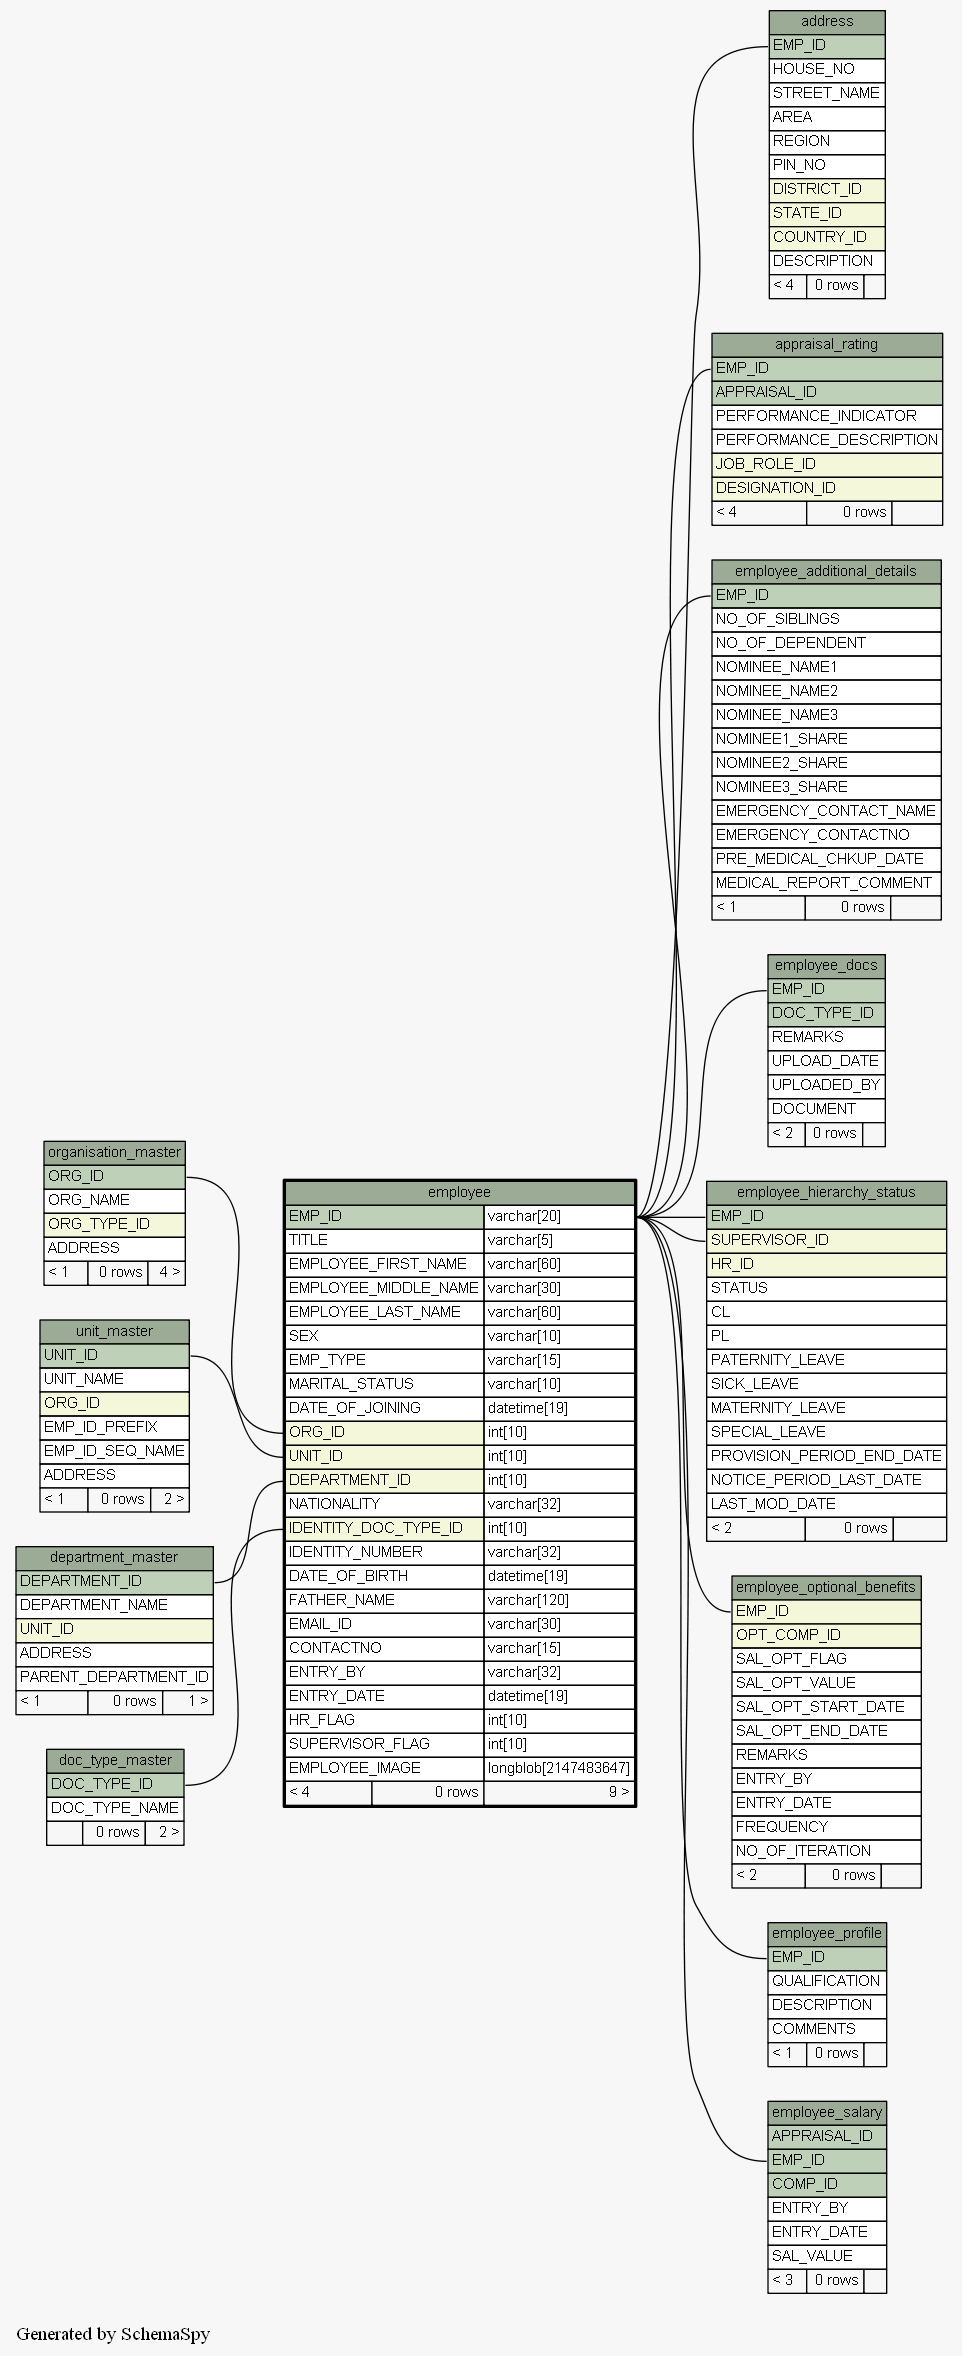 address
EMP_ID
HOUSE_NO
STREET_NAME
AREA
REGION
PIN_NO
DISTRICT_ID
STATE_ID
COUNTRY_ID
DESCRIPTION
< 4 0 rows
appraisal_rating
EMP_ID
APPRAISAL_ID
PERFORMANCE_INDICATOR
PERFORMANCE_DESCRIPTION
JOB_ROLE_ID
DESIGNATION_ID
< 4 0 rows
employee_additional_details
EMP_ID
NO_OF_SIBLINGS
NO_OF_DEPENDENT
NOMINEE_NAME1
NOMINEE_NAME2
NOMINEE_NAME3
NOMINEE1_SHARE
NOMINEE2_SHARE
NOMINEE3_SHARE
EMERGENCY_CONTACT_NAME
EMERGENCY_CONTACTNO
PRE_MEDICAL_CHKUP_DATE
MEDICAL_REPORT_COMMENT
< 1 0 rows
employee_docs
EMP_ID
DOC_TYPE_ID
REMARKS
UPLOAD_DATE
UPLOADED_BY
DOCUMENT
< 2 0 rows
organisation_master
ORG_ID
ORG_NAME
ORG_TYPE_ID
ADDRESS
< 1 0 rows 4 >
unit_master
UNIT_ID
UNIT_NAME
ORG_ID
EMP_ID_PREFIX
EMP_ID_SEQ_NAME
ADDRESS
< 1 0 rows 2 >
department_master
DEPARTMENT_ID
DEPARTMENT_NAME
UNIT_ID
ADDRESS
PARENT_DEPARTMENT_ID
< 1 0 rows 1 >
doc_type_master
DOC_TYPE_ID
DOC_TYPE_NAME
0 rows 2 >
employee
EMP_ID varchar[20]
TITLE varchar[5]
EMPLOYEE_FIRST_NAME varchar[60]
EMPLOYEE_MIDDLE_NAME varchar[30]
EMPLOYEE_LAST_NAME varchar[60]
SEX varchar[10]
EMP_TYPE varchar[15]
MARITAL_STATUS varchar[10]
DATE_OF_JOINING datetime[19]
ORG_ID int[10]
UNIT_ID int[10]
DEPARTMENT_ID int[10]
NATIONALITY varchar[32]
IDENTITY_DOC_TYPE_ID int[10]
IDENTITY_NUMBER varchar[32]
DATE_OF_BIRTH datetime[19]
FATHER_NAME varchar[120]
EMAIL_ID varchar[30]
CONTACTNO varchar[15]
ENTRY_BY varchar[32]
ENTRY_DATE datetime[19]
HR_FLAG int[10]
SUPERVISOR_FLAG int[10]
EMPLOYEE_IMAGE longblob[2147483647]
< 4 0 rows 9 >
employee_hierarchy_status
EMP_ID
SUPERVISOR_ID
HR_ID
STATUS
CL
PL
PATERNITY_LEAVE
SICK_LEAVE
MATERNITY_LEAVE
SPECIAL_LEAVE
PROVISION_PERIOD_END_DATE
NOTICE_PERIOD_LAST_DATE
LAST_MOD_DATE
< 2 0 rows
employee_optional_benefits
EMP_ID
OPT_COMP_ID
SAL_OPT_FLAG
SAL_OPT_VALUE
SAL_OPT_START_DATE
SAL_OPT_END_DATE
REMARKS
ENTRY_BY
ENTRY_DATE
FREQUENCY
NO_OF_ITERATION
< 2 0 rows
employee_profile
EMP_ID
QUALIFICATION
DESCRIPTION
COMMENTS
< 1 0 rows
employee_salary
APPRAISAL_ID
EMP_ID
COMP_ID
ENTRY_BY
ENTRY_DATE
SAL_VALUE
< 3 0 rows
Generated by SchemaSpy